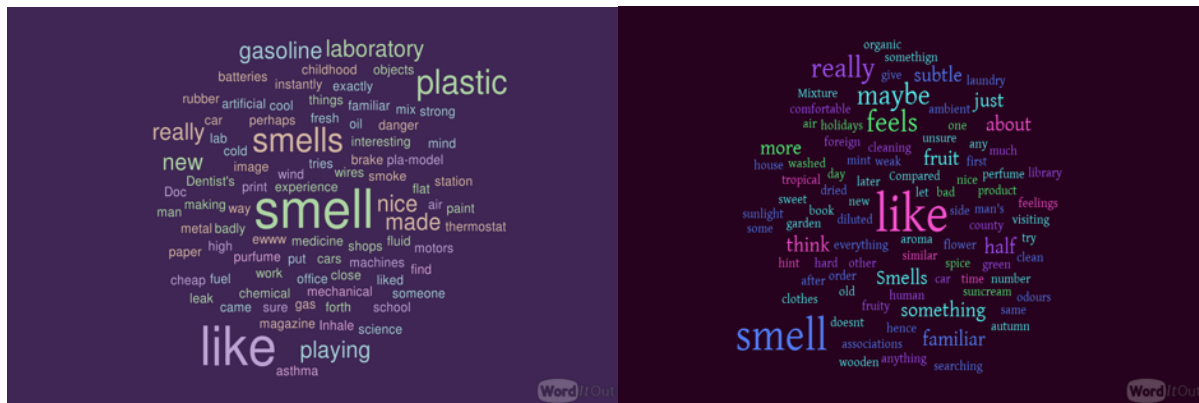 gasoline laboratory
batteries childhood objects
instantly exactly plastic
rubber artificial cool things familiar mix strong
car perhaps fresh oil danger
really lab smells interesting mind
cold tries brake pla-model
new image wind wires smoke station
Dentist's print experience flat
Doc making way smell nice air paint
man made thermostat
metal badly ewww medicine shops fluid motors
paper high purfume put cars machines find
cheap fuel work office close liked someone
leak chemical mechanical
came sure gas forth school
magazine Inhale science
like playing
asthma
WordItOut
organic
somethign
really give subtle laundry
Mixture maybe just
comfortable ambient
air holidays feels one about
more foreign cleaning unsure any much
house washed mint weak fruit first
tropical day later Compared nice perfume library
dried let bad product
sweet new like side man's feelings
sunlight book county visiting
some garden diluted
think everything aroma flower half try
hint hard other similar spice green clean
after order Smells car time number
clothes old human suncream odours
fruity something same
smell doesnt hence familiar autumn
associations
wooden anything searching
WordItOut